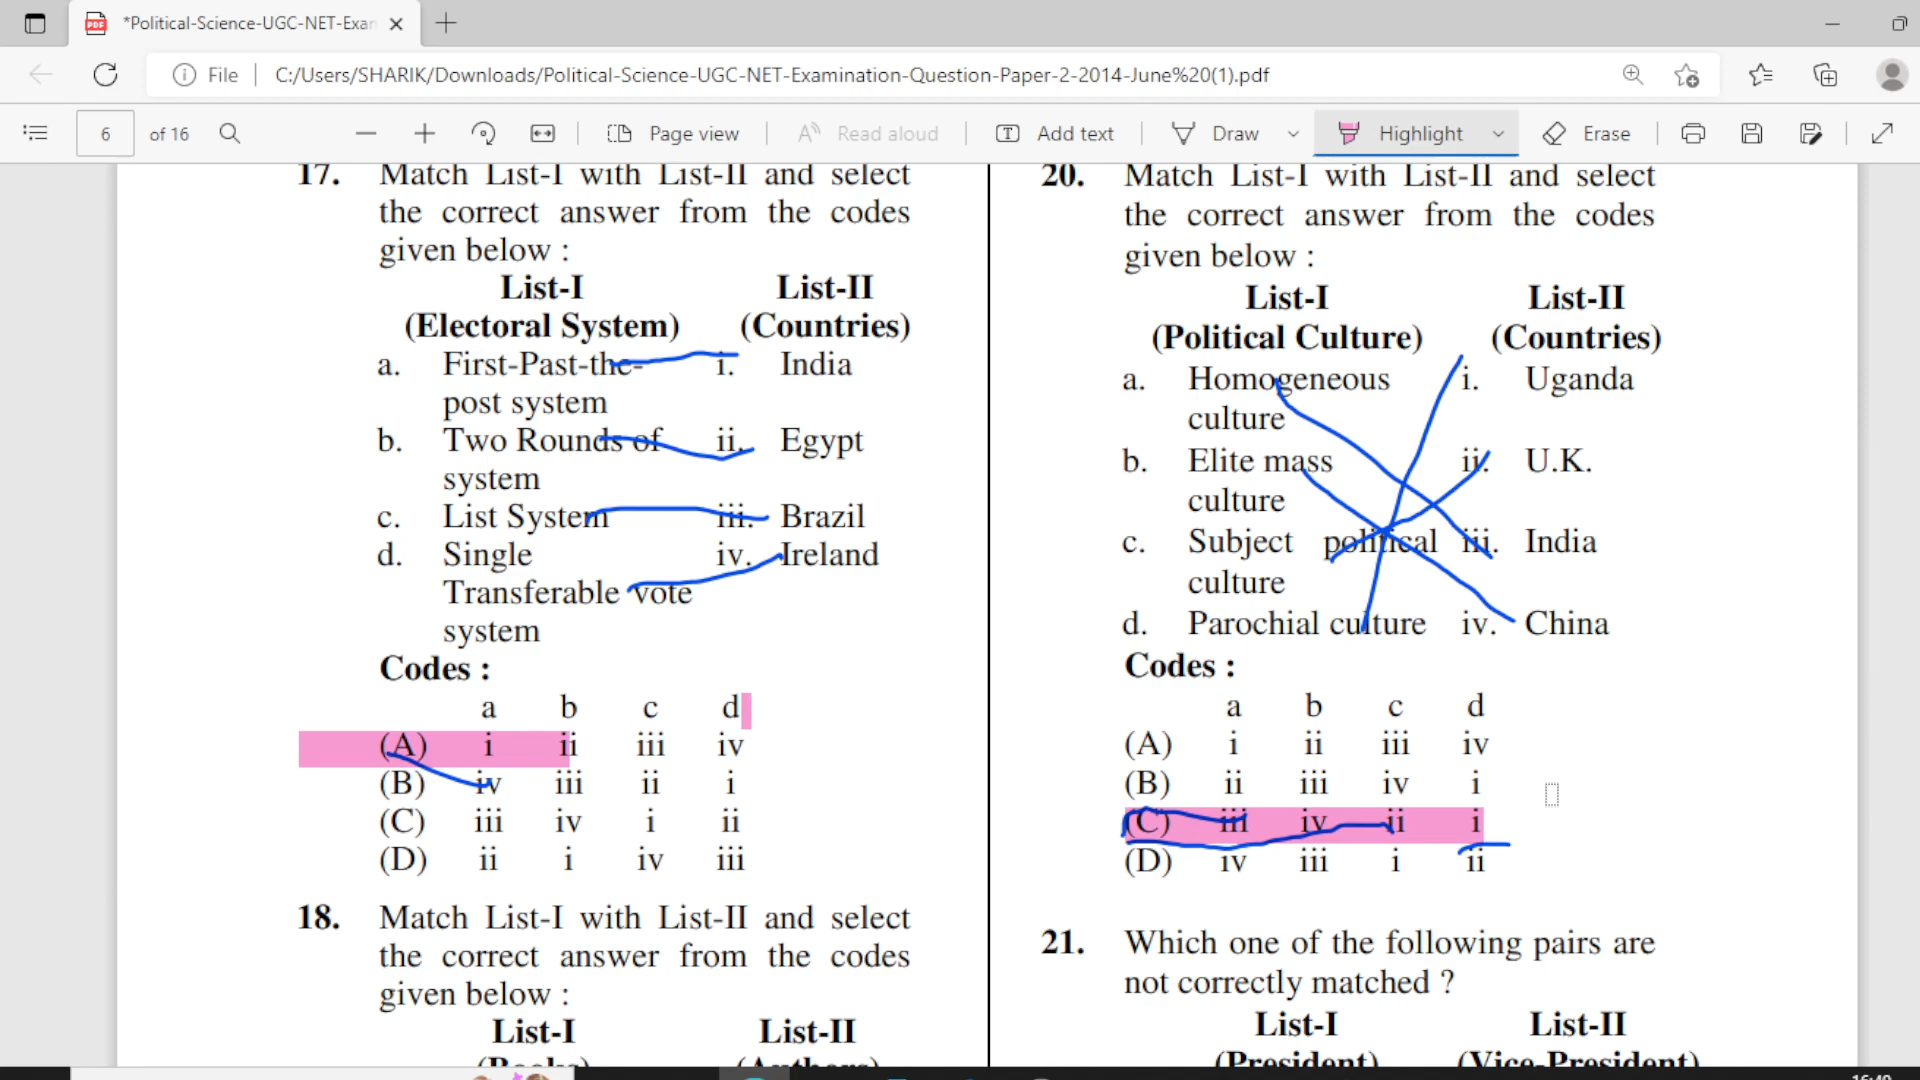 *Political-Science-UGC-NET-Exan
File
C:/Users/SHARIK/Downloads/Political-Science-UGC-NET-Examination-Question-Paper-2-2014-June%20(1).pdf
6 of 16
Page view
Read aloud
Add text
Draw
Highlight
Erase
17. Match List-I with List-II and select
the correct answer from the codes
given below :
List-I List-II
(Electoral System) (Countries)
a. First-Past-the- i. India
post system
b. Two Rounds of ii. Egypt
system
c. List System iii. Brazil
d. Single iv. Ireland
Transferable vote
system
Codes :
a b c d
(A) i ii iii iv
(B) iv iii ii i
(C) iii iv i ii
(D) ii i iv iii
18. Match List-I with List-II and select
the correct answer from the codes
given below :
List-I List-II
(Books) (Authors)
20. Match List-I with List-II and select
the correct answer from the codes
given below :
List-I List-II
(Political Culture) (Countries)
a. Homogeneous i. Uganda
culture
b. Elite mass ii. U.K.
culture
c. Subject political iii. India
culture
d. Parochial culture iv. China
Codes :
a b c d
(A) i ii iii iv
(B) ii iii iv i
(C) iii iv ii i
(D) iv iii i ii
21. Which one of the following pairs are
not correctly matched ?
List-I List-II
(President) (Vice-President)